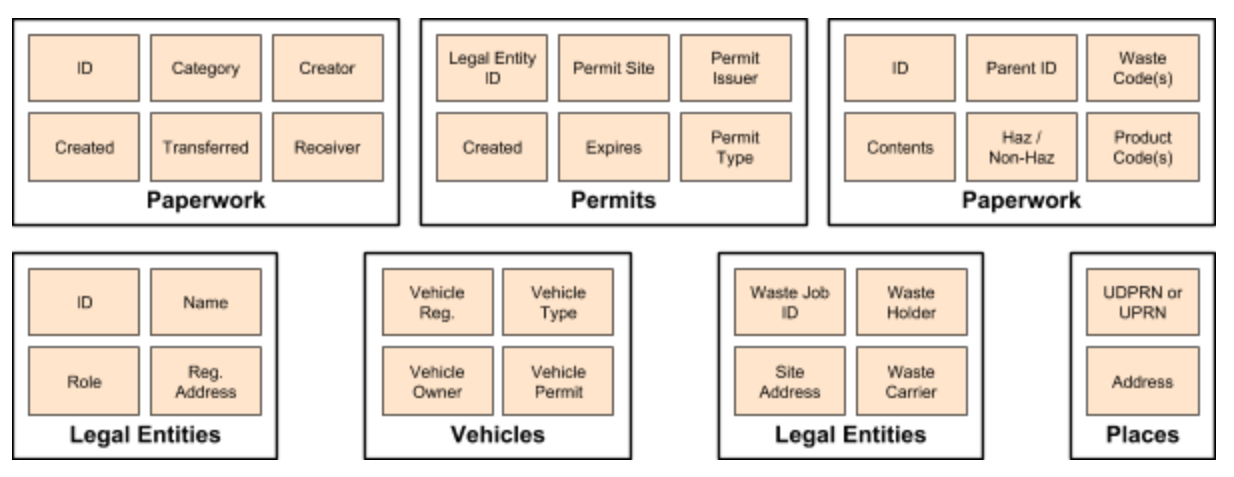 ID
Category
Creator
Created
Transferred
Receiver
Paperwork
Legal Entity
ID
Permit Site
Permit
Issuer
Created
Expires
Permit
Type
Permits
ID
Parent ID
Waste
Code(s)
Contents
Haz /
Non-Haz
Product
Code(s)
Paperwork
ID
Name
Role
Reg.
Address
Legal Entities
Vehicle
Reg.
Vehicle
Type
Vehicle
Owner
Vehicle
Permit
Vehicles
Waste Job
ID
Waste
Holder
Site
Address
Waste
Carrier
Legal Entities
UDPRN or
UPRN
Address
Places